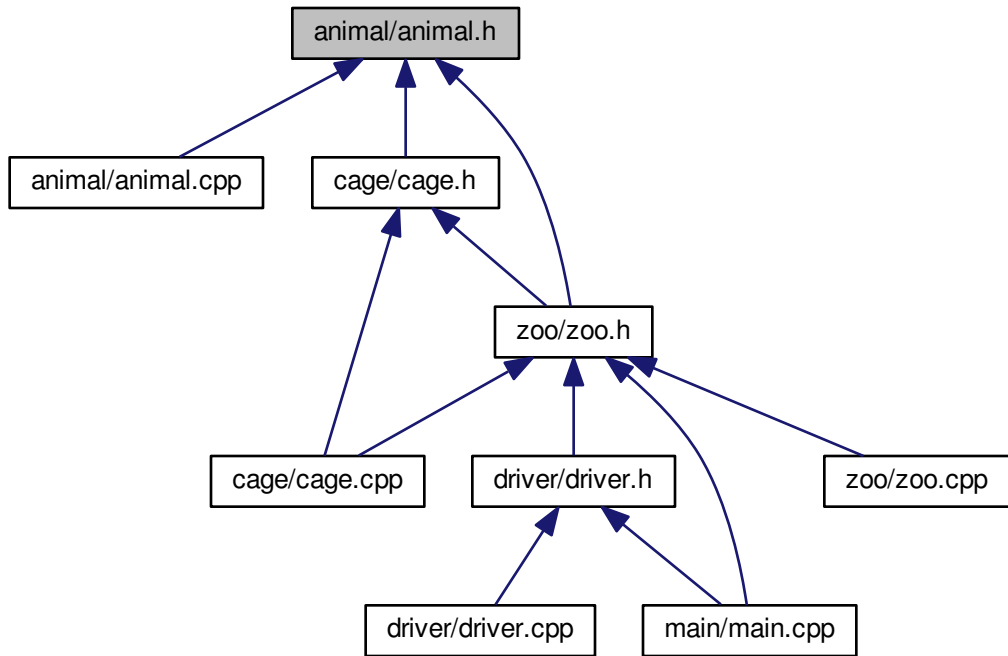 animal/animal.h
animal/animal.cpp
cage/cage.h
zoo/zoo.h
cage/cage.cpp
driver/driver.h
zoo/zoo.cpp
driver/driver.cpp
main/main.cpp